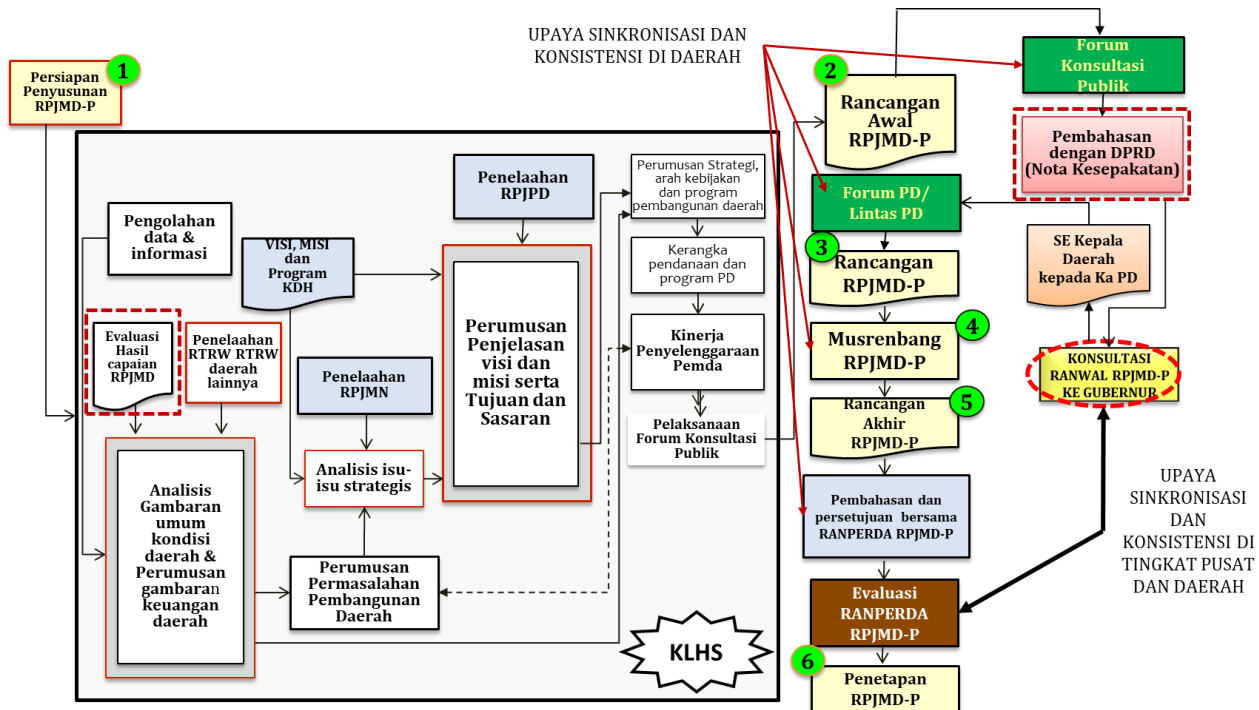 UPAYA SINKRONISASI DAN
KONSISTENSI DI DAERAH
1
Persiapan
Penyusunan
RPJMD-P
2
Rancangan
Awal
RPJMD-P
Forum
Konsultasi
Publik
Pembahasan
dengan DPRD
(Nota Kesepakatan)
Penelaahan
RPJPD
Perumusan Strategi,
arah kebijakan
dan program
pembangunan daerah
Forum PD/
Lintas PD
Pengolahan
data &
informasi
VISI, MISI
dan
Program
KDH
Kerangka
pendanaan dan
program PD
3
Rancangan
RPJMD-P
SE Kepala
Daerah
kepada Ka PD
Evaluasi
Hasil
capaian
RPJMD
Penelaahan
RTRW RTRW
daerah
lainnya
Perumusan
Penjelasan
visi dan
misi serta
Tujuan dan
Sasaran
Kinerja
Penyelenggaraan
Pemda
4
Musrenbang
RPJMD-P
KONSULTASI
RANWAL RPJMD-P
KE GUBERNUR
Penelaahan
RPJMN
Pelaksanaan
Forum Konsultasi
Publik
5
Rancangan
Akhir
RPJMD-P
Analisis isu-
isu strategis
Analisis
Gambaran
umum
kondisi
daerah &
Perumusan
gambaran
keuangan
daerah
Pembahasan dan
persetujuan bersama
RANPERDA RPJMD-P
UPAYA
SINKRONISASI
DAN
KONSISTENSI DI
TINGKAT PUSAT
DAN DAERAH
Perumusan
Permasalahan
Pembangunan
Daerah
Evaluasi
RANPERDA
RPJMD-P
KLHS
6
Penetapan
RPJMD-P